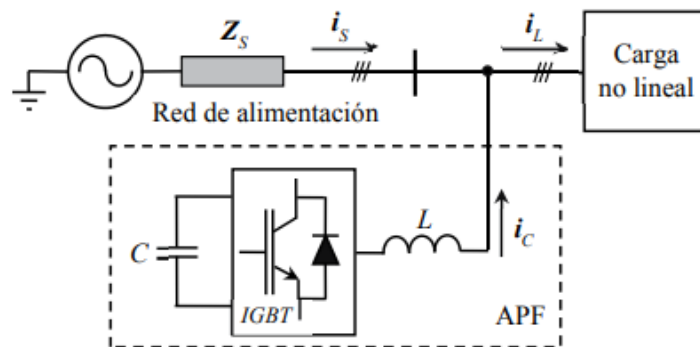 Z_S
i_S
i_L
Carga
no lineal
Red de alimentación
C
IGBT
L
i_C
APF